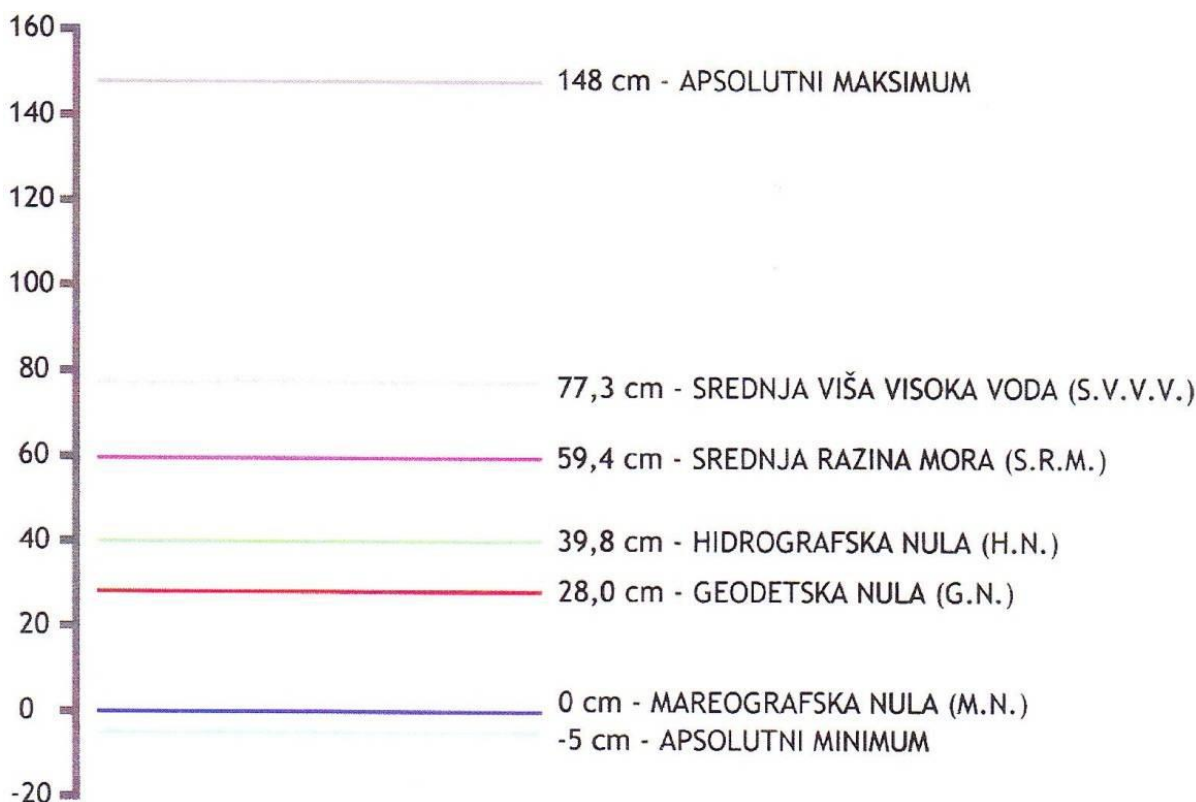 160
148 cm - APSOLUTNI MAKSIMUM
140
120
100
80
77,3 cm - SREDNJA VIŠA VISOKA VODA (S.V.V.V.)
60
59,4 cm - SREDNJA RAZINA MORA (S.R.M.)
40
39,8 cm - HIDROGRAFSKA NULA (H.N.)
28,0 cm - GEODETSKA NULA (G.N.)
20
0
0 cm - MAREOGRAFSKA NULA (M.N.)
-5 cm - APSOLUTNI MINIMUM
-20